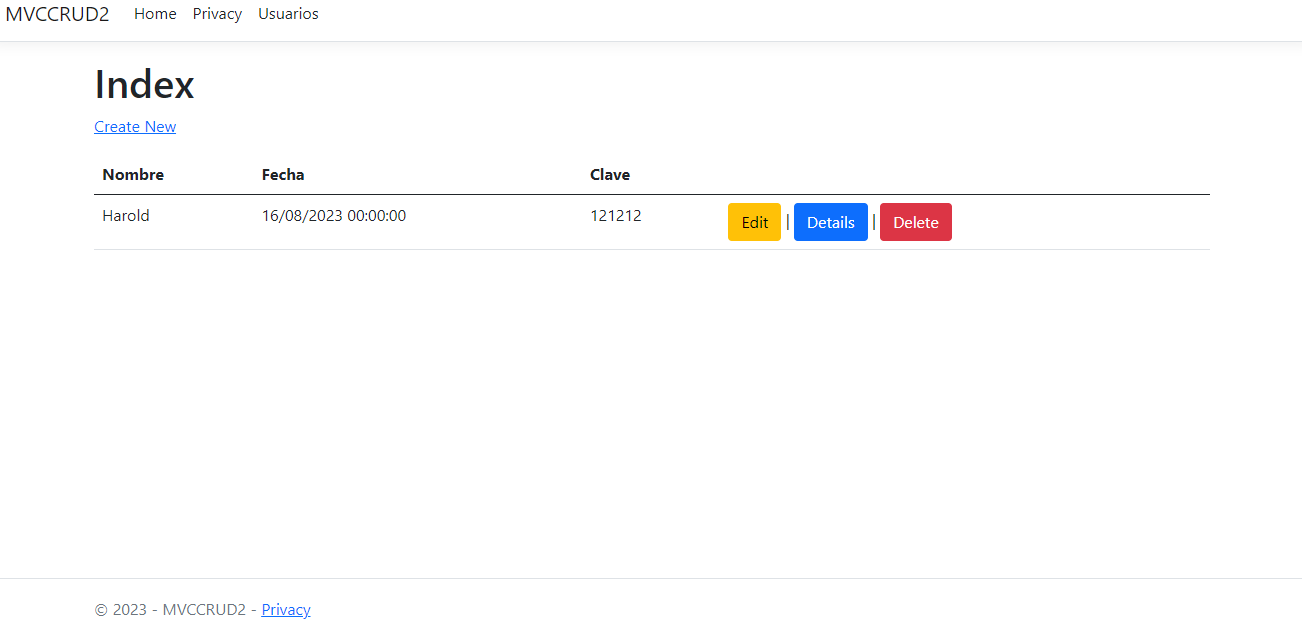 MVCCRUD2 Home Privacy Usuarios
Index
Create New
Nombre Fecha Clave
Harold 16/08/2023 00:00:00 121212 Edit | Details | Delete
© 2023 - MVCCRUD2 - Privacy